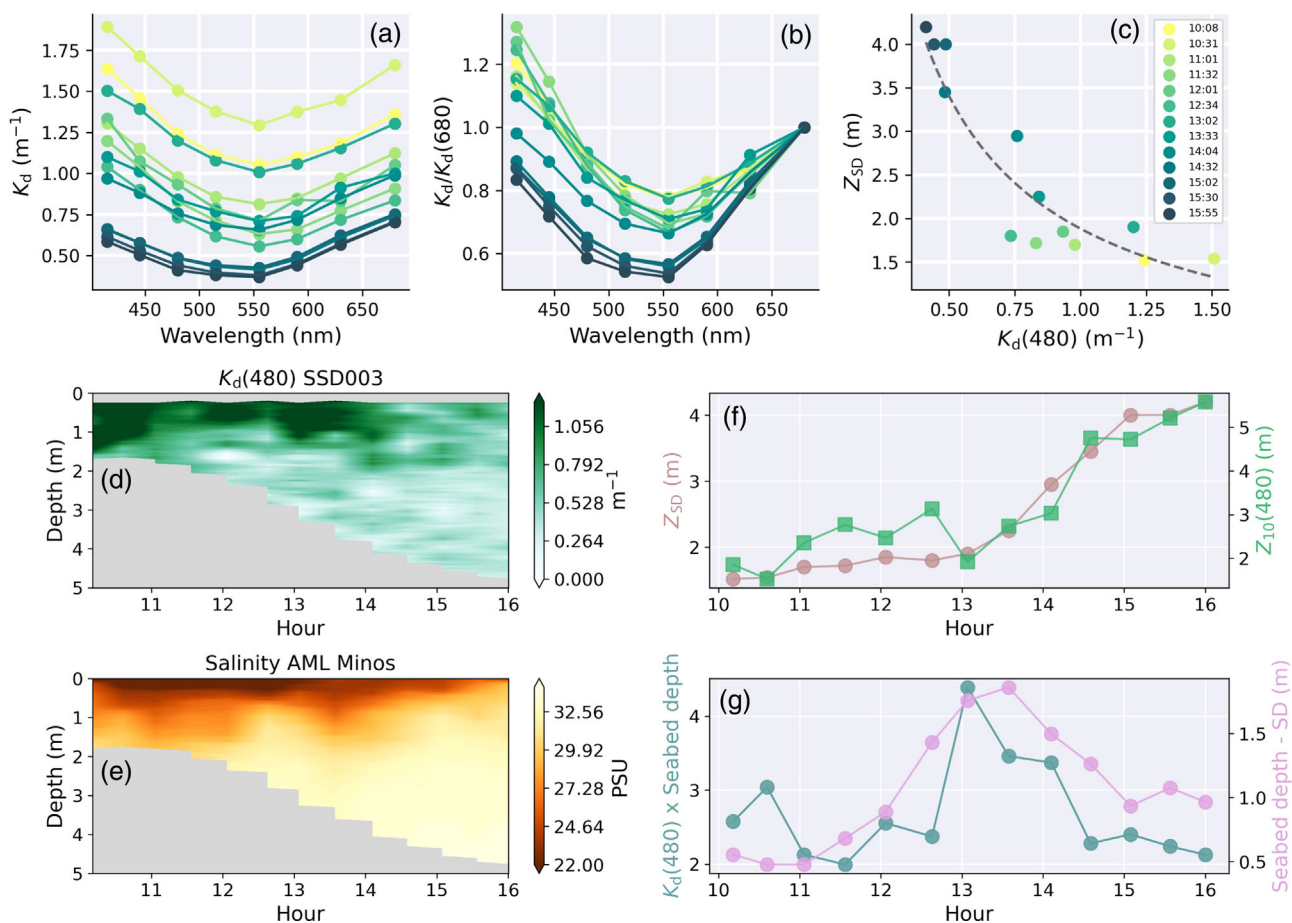 (a)
1.75
1.50
1.25
1.00
0.75
0.50
K_d (m⁻¹)
450 500 550 600 650
Wavelength (nm)
(b)
1.2
1.0
0.8
0.6
K_d/K_d(680)
450 500 550 600 650
Wavelength (nm)
(c)
4.0
3.5
3.0
2.5
2.0
1.5
Z_SD (m)
0.50 0.75 1.00 1.25 1.50
K_d(480) (m⁻¹)
10:08
10:31
11:01
11:32
12:01
12:34
13:02
13:33
14:04
14:32
15:02
15:30
15:55
K_d(480) SSD003
0
1
2
3
4
5
Depth (m)
(d)
11 12 13 14 15 16
Hour
1.056
0.792
0.528
0.264
0.000
m⁻¹
(f)
4
3
2
Z_SD (m)
5
4
3
2
Z₁₀(480) (m)
10 11 12 13 14 15 16
Hour
Salinity AML Minos
0
1
2
3
4
5
Depth (m)
(e)
11 12 13 14 15 16
Hour
32.56
29.92
27.28
24.64
22.00
PSU
(g)
4
3
2
K_d(480) x Seabed depth
1.5
1.0
0.5
Seabed depth - SD (m)
10 11 12 13 14 15 16
Hour